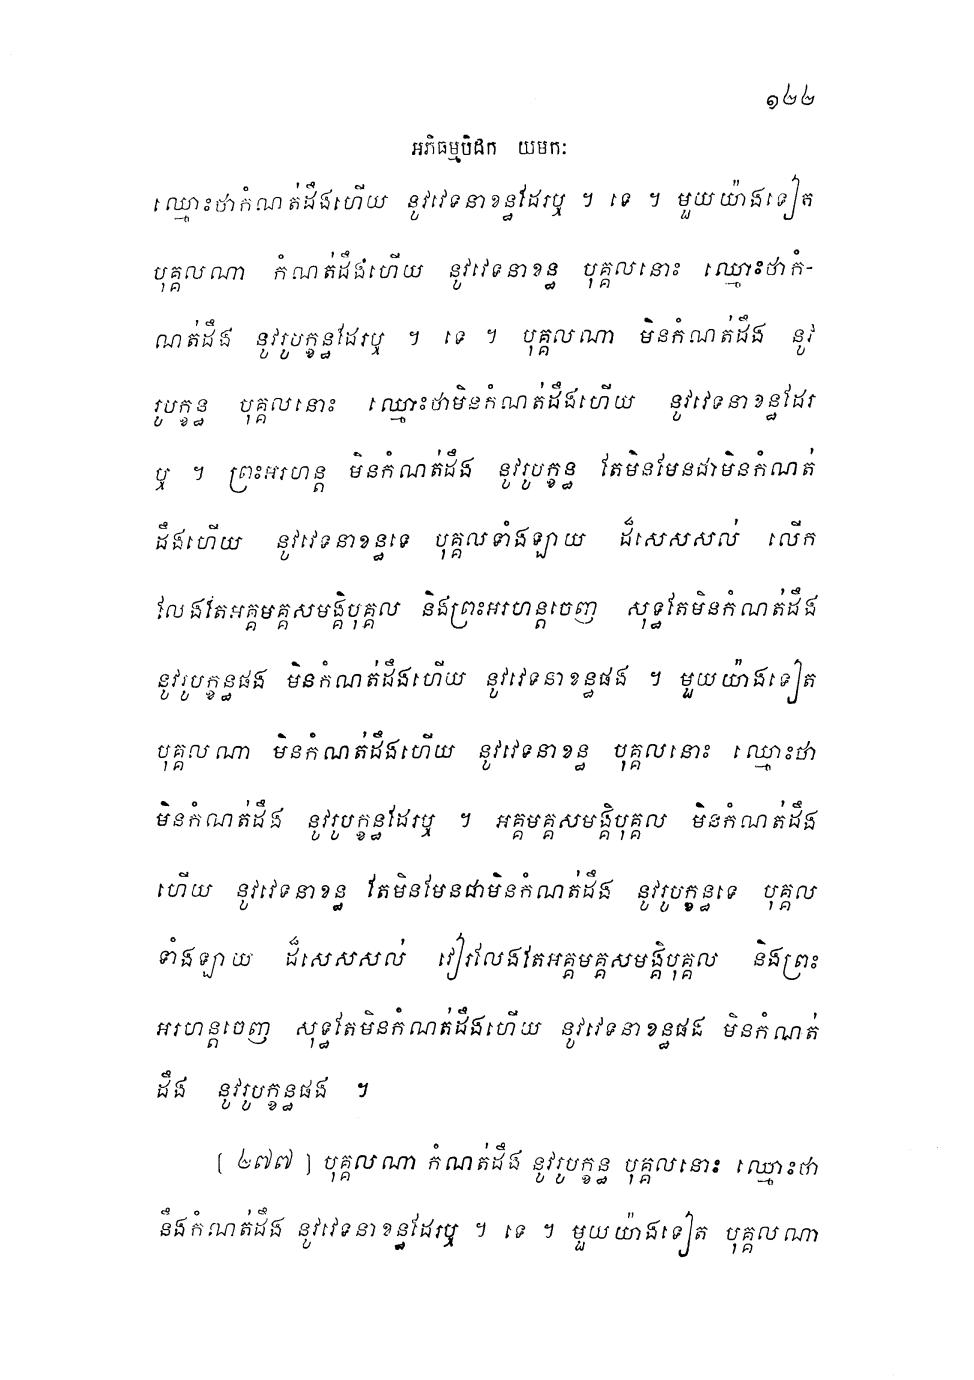 ១៤៤
អភិធម្មបិដក យមកៈ
ឈ្មោះថាកំណត់ដឹងហើយ នូវវេទនាខន្ធដែរឬ ។ ទេ ។ មួយយ៉ាងទៀត
បុគ្គលណា កំណត់ដឹងហើយ នូវវេទនាខន្ធ បុគ្គលនោះ ឈ្មោះថាកំ-
ណត់ដឹង នូវរូបក្ខន្ធដែរឬ ។ ទេ ។ បុគ្គលណា មិនកំណត់ដឹង នូវ
រូបក្ខន្ធ បុគ្គលនោះ ឈ្មោះថាមិនកំណត់ដឹងហើយ នូវវេទនាខន្ធដែរ
ឬ ។ ព្រះអរហន្ត មិនកំណត់ដឹង នូវរូបក្ខន្ធ តែមិនមែនជាមិនកំណត់
ដឹងហើយ នូវវេទនាខន្ធទេ បុគ្គលទាំងឡាយ ដ៏សេសសល់ លើក
លែងតែអគ្គមគ្គសមង្គិបុគ្គល និងព្រះអរហន្តចេញ សុទ្ធតែមិនកំណត់ដឹង
នូវរូបក្ខន្ធផង មិនកំណត់ដឹងហើយ នូវវេទនាខន្ធផង ។ មួយយ៉ាងទៀត
បុគ្គលណា មិនកំណត់ដឹងហើយ នូវវេទនាខន្ធ បុគ្គលនោះ ឈ្មោះថា
មិនកំណត់ដឹង នូវរូបក្ខន្ធដែរឬ ។ អគ្គមគ្គសមង្គិបុគ្គល មិនកំណត់ដឹង
ហើយ នូវវេទនាខន្ធ តែមិនមែនជាមិនកំណត់ដឹង នូវរូបក្ខន្ធទេ បុគ្គល
ទាំងឡាយ ដ៏សេសសល់ វៀរលែងតែអគ្គមគ្គសមង្គិបុគ្គល និងព្រះ
អរហន្តចេញ សុទ្ធតែមិនកំណត់ដឹងហើយ នូវវេទនាខន្ធផង មិនកំណត់
ដឹង នូវរូបក្ខន្ធផង ។
[ ២៧៧ ] បុគ្គលណា កំណត់ដឹង នូវរូបក្ខន្ធ បុគ្គលនោះ ឈ្មោះថា
នឹងកំណត់ដឹង នូវវេទនាខន្ធដែរឬ ។ ទេ ។ មួយយ៉ាងទៀត បុគ្គលណា